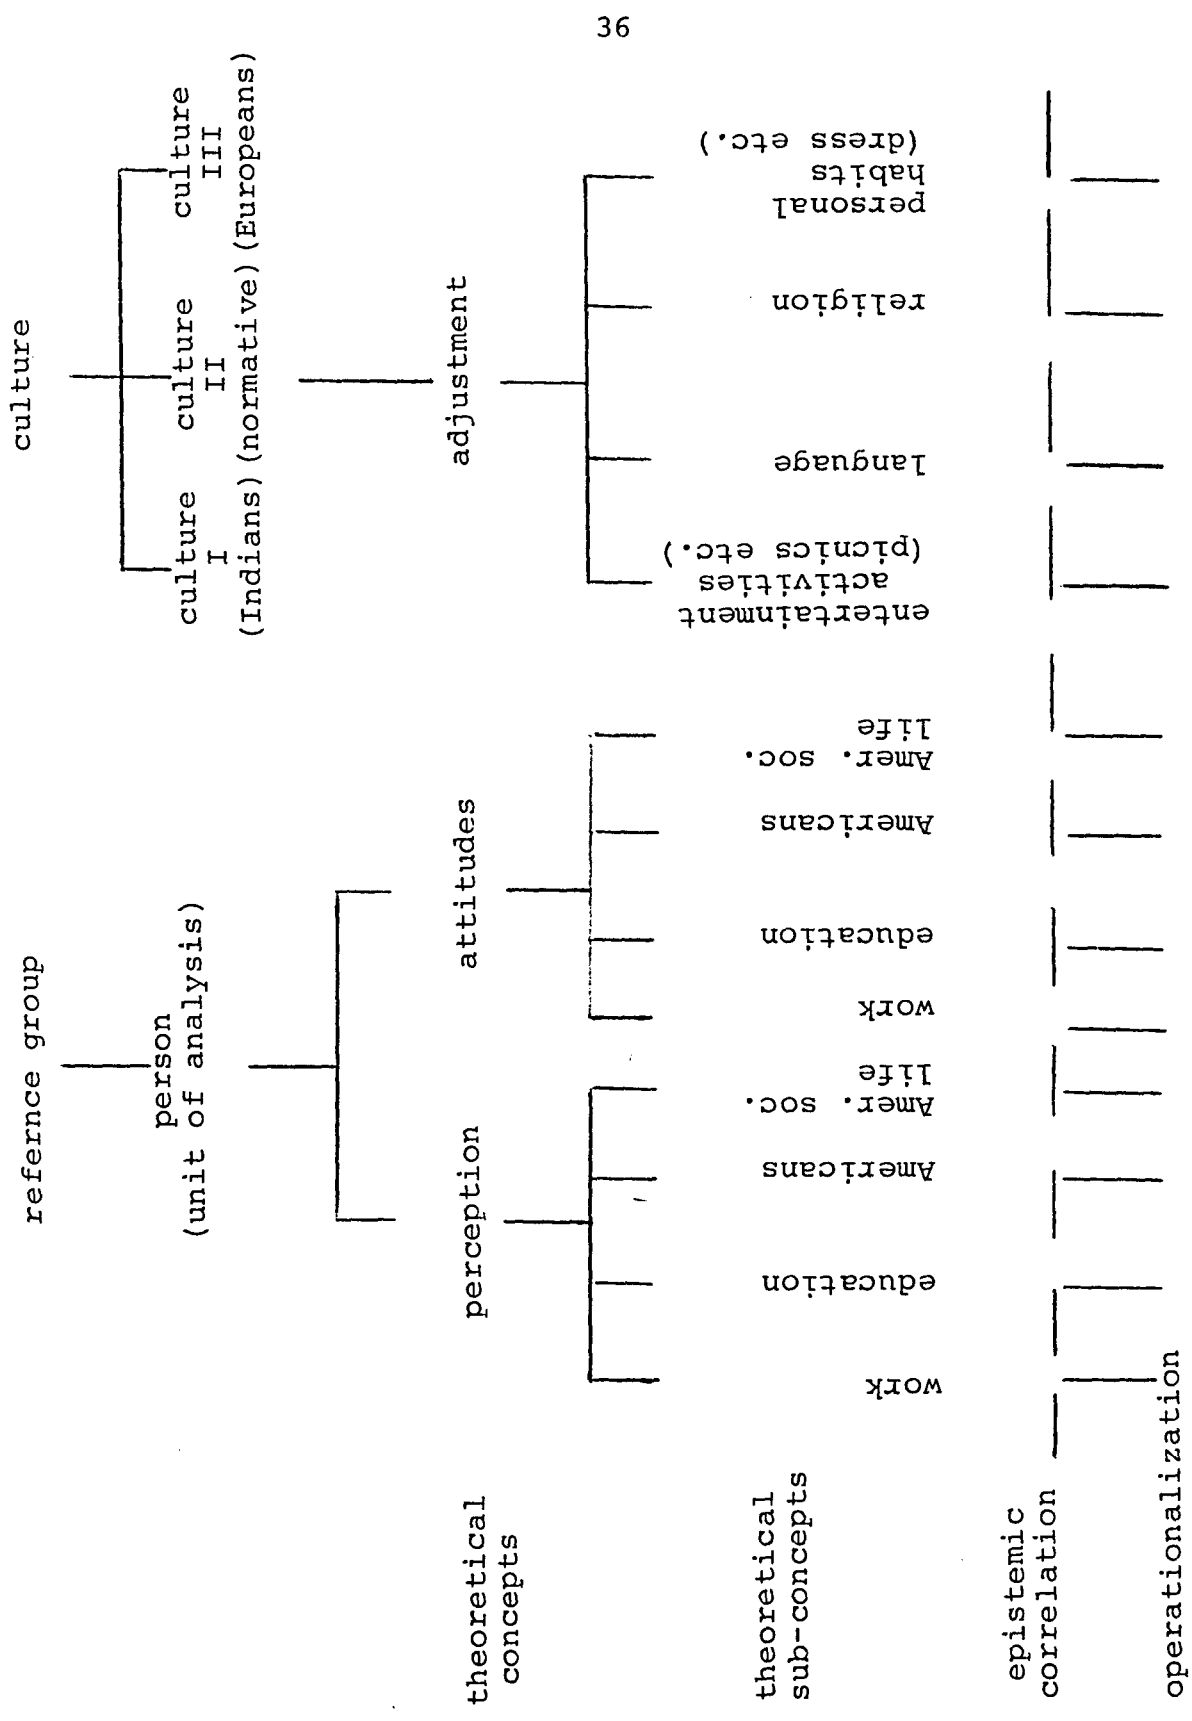 36
refernce group
culture
person
(unit of analysis)
culture
I
(Indians)
culture
II
(normative)
culture
III
(Europeans)
theoretical
concepts
perception
attitudes
adjustment
theoretical
sub-concepts
work
education
Americans
Amer. soc.
life
work
education
Americans
Amer. soc.
life
entertainment
activities
(picnics etc.)
language
religion
personal
habits
(dress etc.)
epistemic
correlation
operationalization